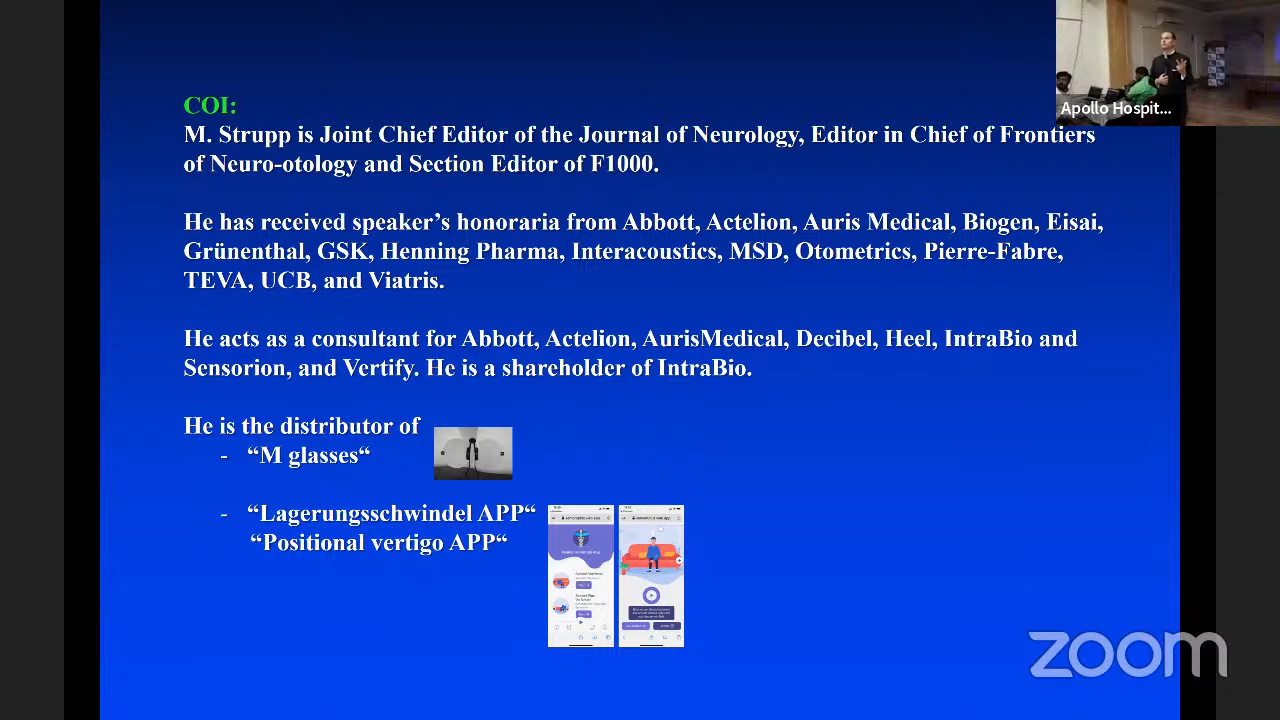 COI:
M. Strupp is Joint Chief Editor of the Journal of Neurology, Editor in Chief of Frontiers
of Neuro-otology and Section Editor of F1000.
He has received speaker’s honoraria from Abbott, Actelion, Auris Medical, Biogen, Eisai,
Grünenthal, GSK, Henning Pharma, Interacoustics, MSD, Otometrics, Pierre-Fabre,
TEVA, UCB, and Viatris.
He acts as a consultant for Abbott, Actelion, AurisMedical, Decibel, Heel, IntraBio and
Sensorion, and Vertify. He is a shareholder of IntraBio.
He is the distributor of
- “M glasses“
- “Lagerungsschwindel APP“
“Positional vertigo APP“
Apollo Hospit...
zoom